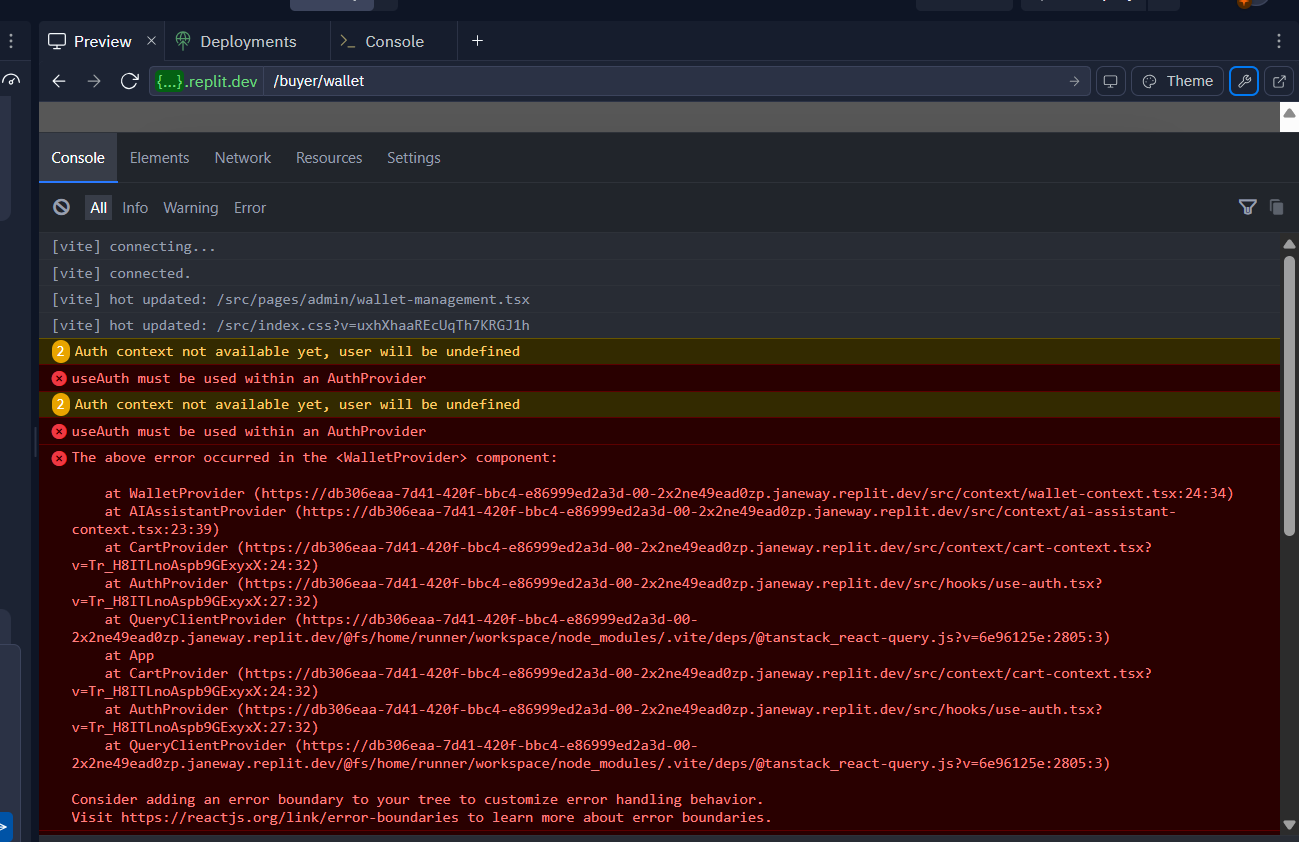 Preview
Deployments
Console
{...}.replit.dev /buyer/wallet
Theme
Console Elements Network Resources Settings
All Info Warning Error
[vite] connecting...
[vite] connected.
[vite] hot updated: /src/pages/admin/wallet-management.tsx
[vite] hot updated: /src/index.css?v=uxhXhaaREcUqTh7KRGJ1h
2 Auth context not available yet, user will be undefined
useAuth must be used within an AuthProvider
2 Auth context not available yet, user will be undefined
useAuth must be used within an AuthProvider
The above error occurred in the <WalletProvider> component:
at WalletProvider (https://db306eaa-7d41-420f-bbc4-e86999ed2a3d-00-2x2ne49ead0zp.janeway.replit.dev/src/context/wallet-context.tsx:24:34)
at AIAssistantProvider (https://db306eaa-7d41-420f-bbc4-e86999ed2a3d-00-2x2ne49ead0zp.janeway.replit.dev/src/context/ai-assistant-
context.tsx:23:39)
at CartProvider (https://db306eaa-7d41-420f-bbc4-e86999ed2a3d-00-2x2ne49ead0zp.janeway.replit.dev/src/context/cart-context.tsx?
v=Tr_H8ITLnoAspb9GExyxX:24:32)
at AuthProvider (https://db306eaa-7d41-420f-bbc4-e86999ed2a3d-00-2x2ne49ead0zp.janeway.replit.dev/src/hooks/use-auth.tsx?
v=Tr_H8ITLnoAspb9GExyxX:27:32)
at QueryClientProvider (https://db306eaa-7d41-420f-bbc4-e86999ed2a3d-00-
2x2ne49ead0zp.janeway.replit.dev/@fs/home/runner/workspace/node_modules/.vite/deps/@tanstack_react-query.js?v=6e96125e:2805:3)
at App
at CartProvider (https://db306eaa-7d41-420f-bbc4-e86999ed2a3d-00-2x2ne49ead0zp.janeway.replit.dev/src/context/cart-context.tsx?
v=Tr_H8ITLnoAspb9GExyxX:24:32)
at AuthProvider (https://db306eaa-7d41-420f-bbc4-e86999ed2a3d-00-2x2ne49ead0zp.janeway.replit.dev/src/hooks/use-auth.tsx?
v=Tr_H8ITLnoAspb9GExyxX:27:32)
at QueryClientProvider (https://db306eaa-7d41-420f-bbc4-e86999ed2a3d-00-
2x2ne49ead0zp.janeway.replit.dev/@fs/home/runner/workspace/node_modules/.vite/deps/@tanstack_react-query.js?v=6e96125e:2805:3)
Consider adding an error boundary to your tree to customize error handling behavior.
Visit https://reactjs.org/link/error-boundaries to learn more about error boundaries.